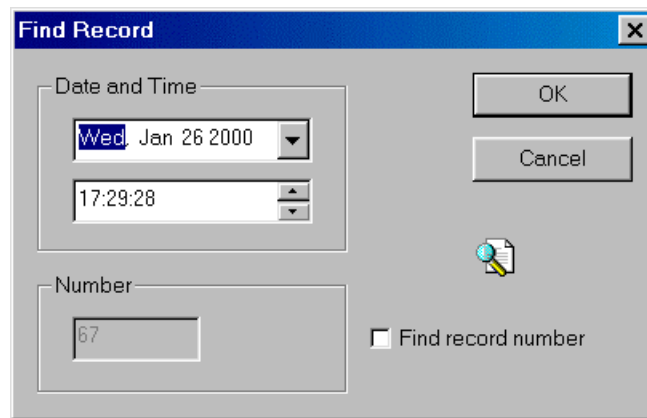 Find Record
Date and Time
Wed, Jan 26 2000
17:29:28
OK
Cancel
Number
67
Find record number